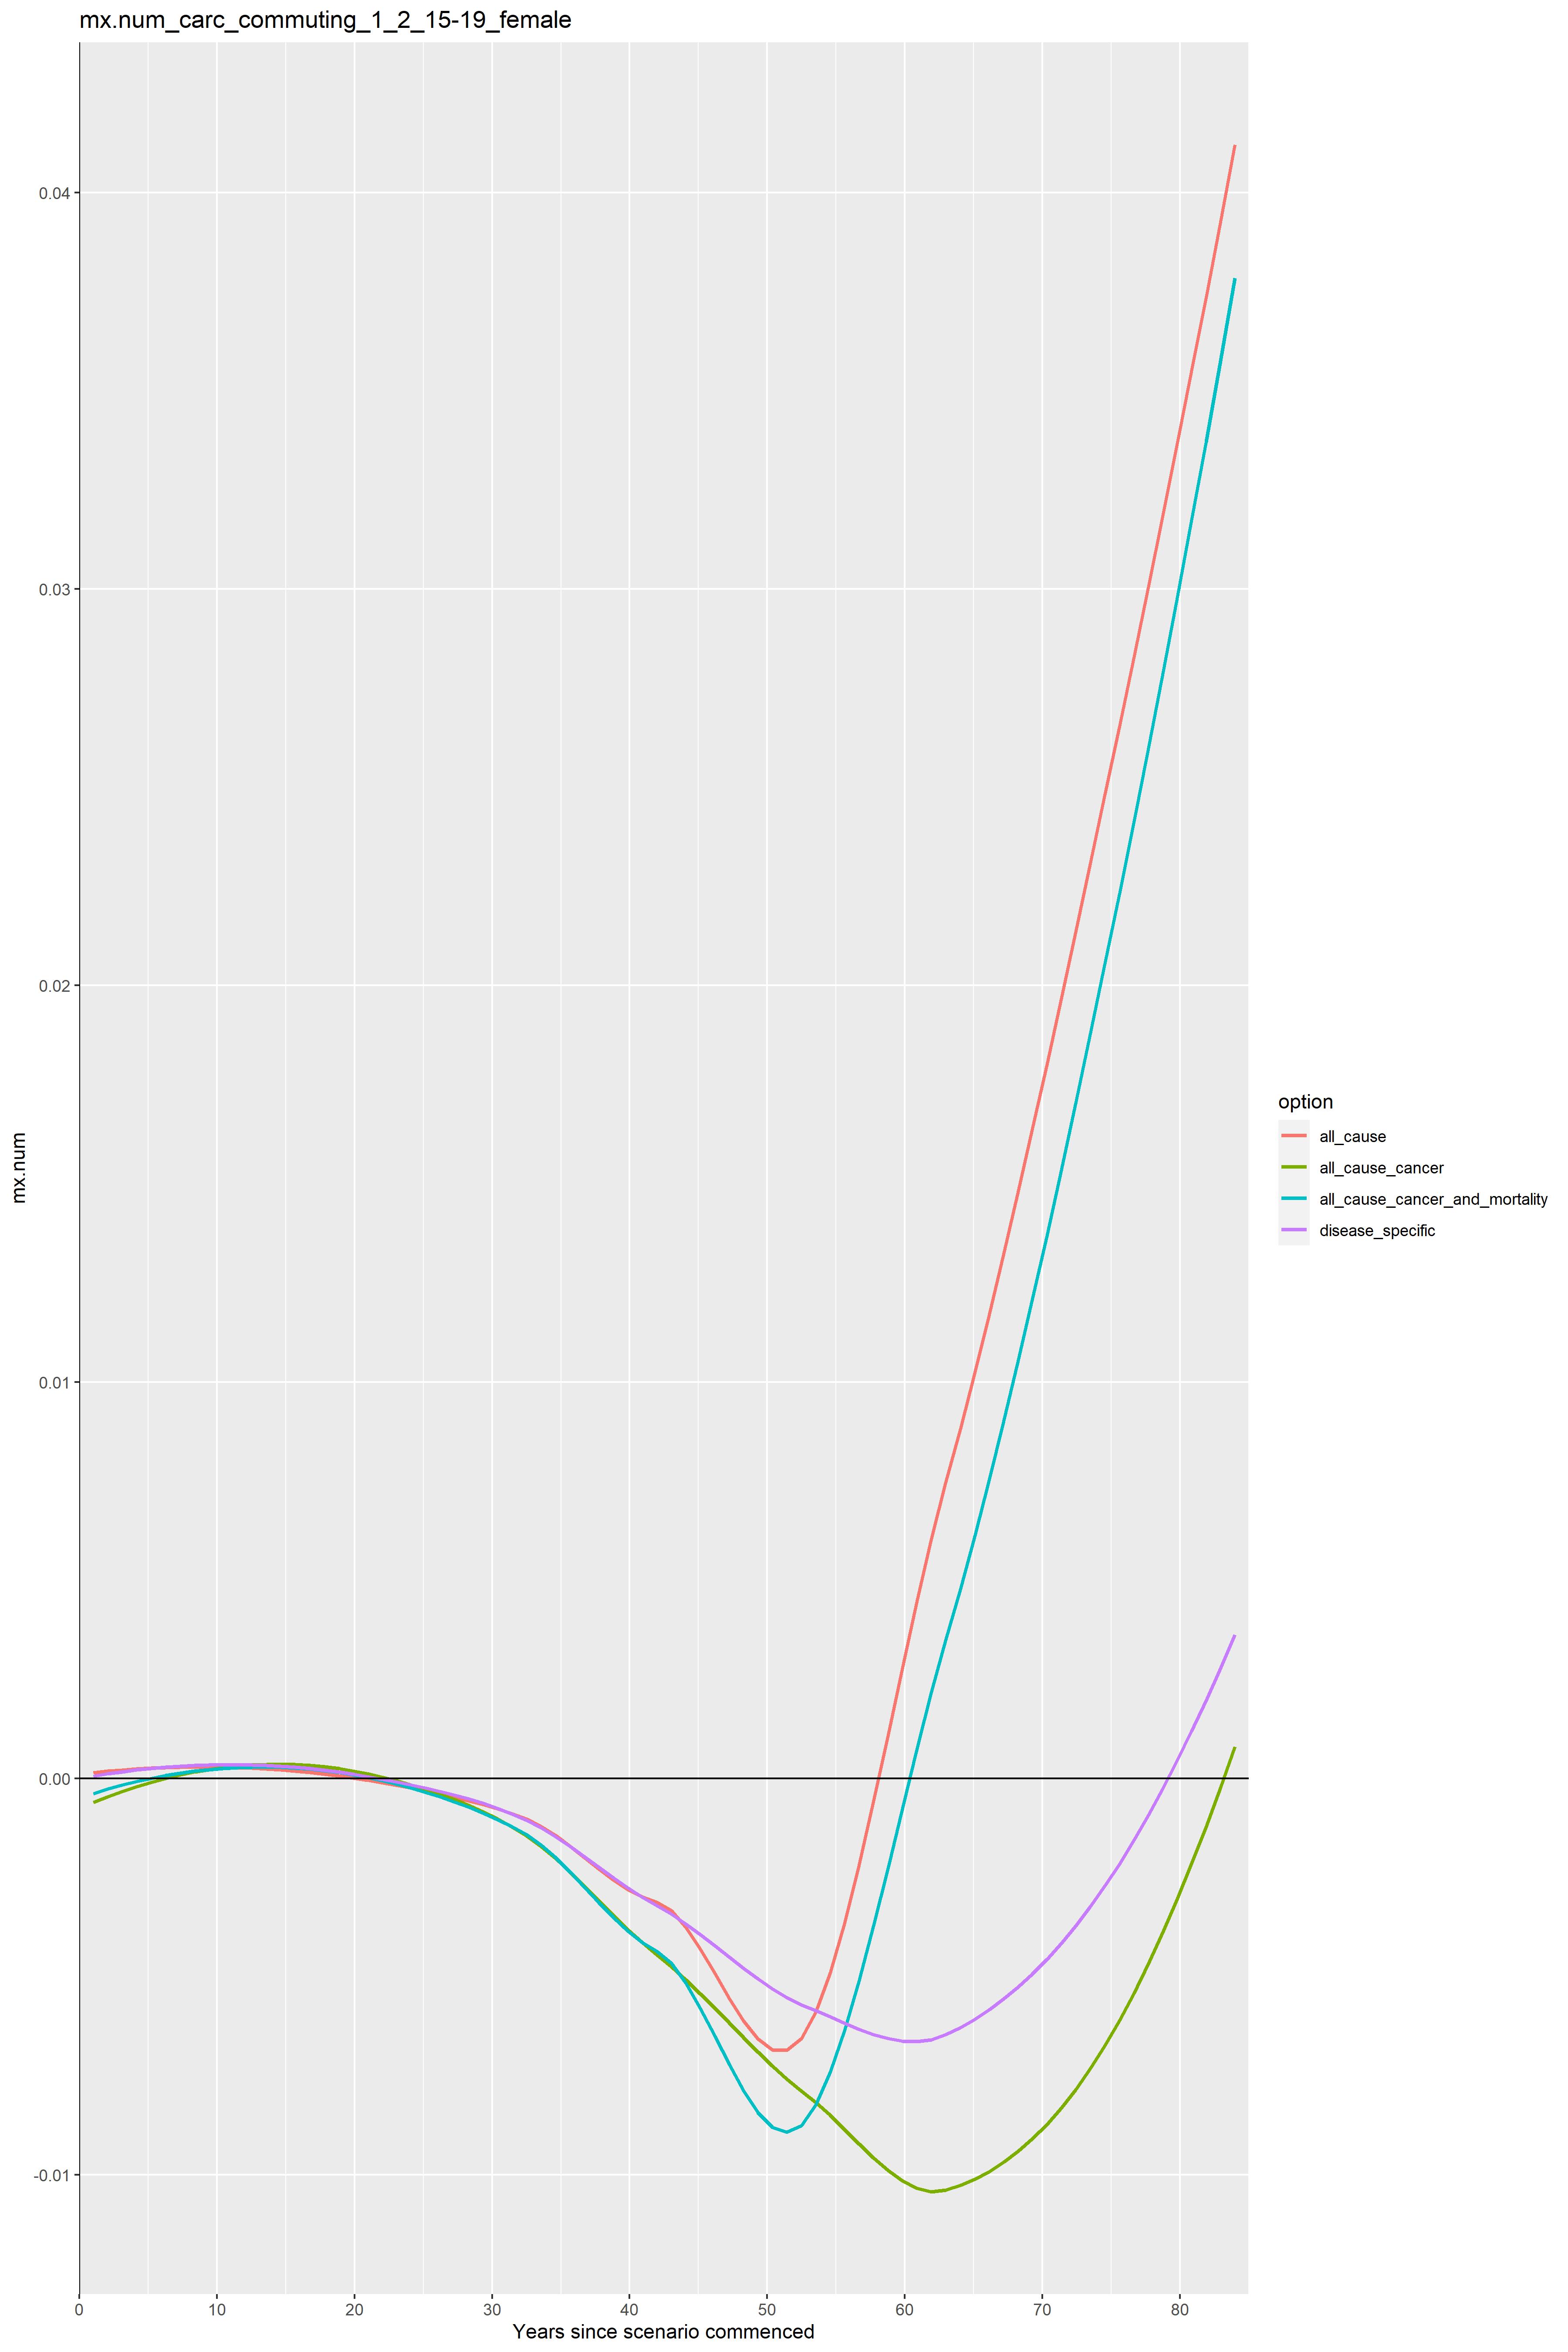 mx.num_carc_commuting_1_2_15-19_female
0.04
0.03
0.02
0.01
0.00
-0.01
mx.num
0 10 20 30 40 50 60 70 80
Years since scenario commenced
option
all_cause
all_cause_cancer
all_cause_cancer_and_mortality
disease_specific